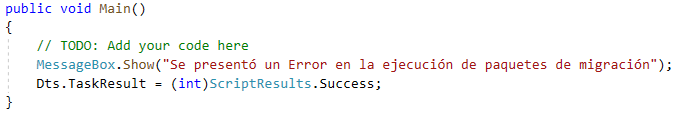 public void Main()
{
// TODO: Add your code here
MessageBox.Show("Se presentó un Error en la ejecución de paquetes de migración");
Dts.TaskResult = (int)ScriptResults.Success;
}